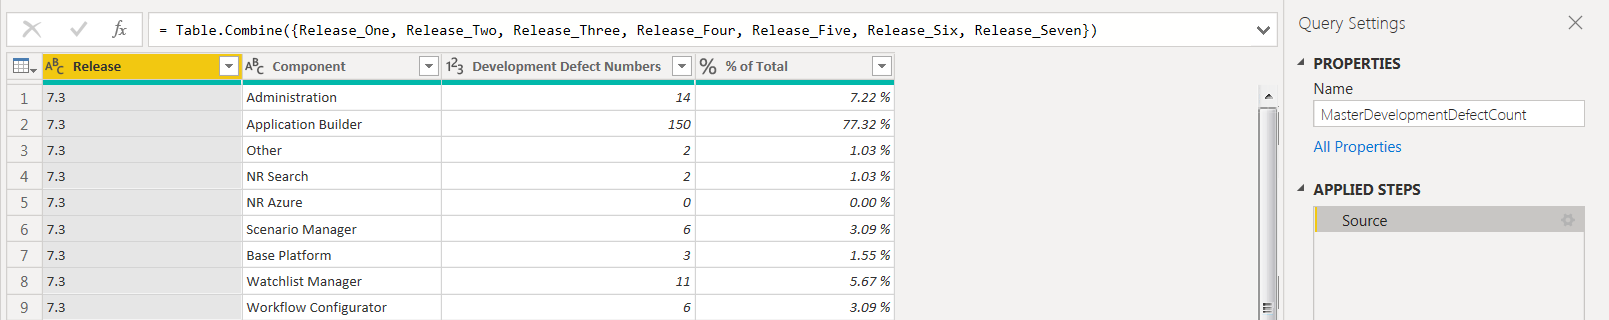 fx = Table.Combine({Release_One, Release_Two, Release_Three, Release_Four, Release_Five, Release_Six, Release_Seven})
Query Settings
ABC Release ABC Component 123 Development Defect Numbers % % of Total
1 7.3 Administration 14 7.22 %
2 7.3 Application Builder 150 77.32 %
3 7.3 Other 2 1.03 %
4 7.3 NR Search 2 1.03 %
5 7.3 NR Azure 0 0.00 %
6 7.3 Scenario Manager 6 3.09 %
7 7.3 Base Platform 3 1.55 %
8 7.3 Watchlist Manager 11 5.67 %
9 7.3 Workflow Configurator 6 3.09 %
PROPERTIES
Name
MasterDevelopmentDefectCount
All Properties
APPLIED STEPS
Source